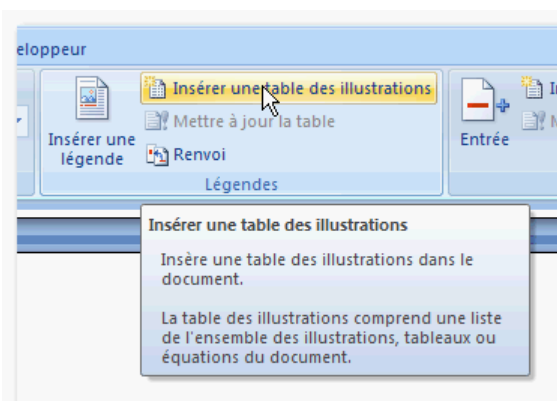 eloppeur
Insérer une table des illustrations
Mettre à jour la table
Insérer une
légende
Renvoi
Entrée
Légendes
Insérer une table des illustrations
Insère une table des illustrations dans le
document.
La table des illustrations comprend une liste
de l'ensemble des illustrations, tableaux ou
équations du document.